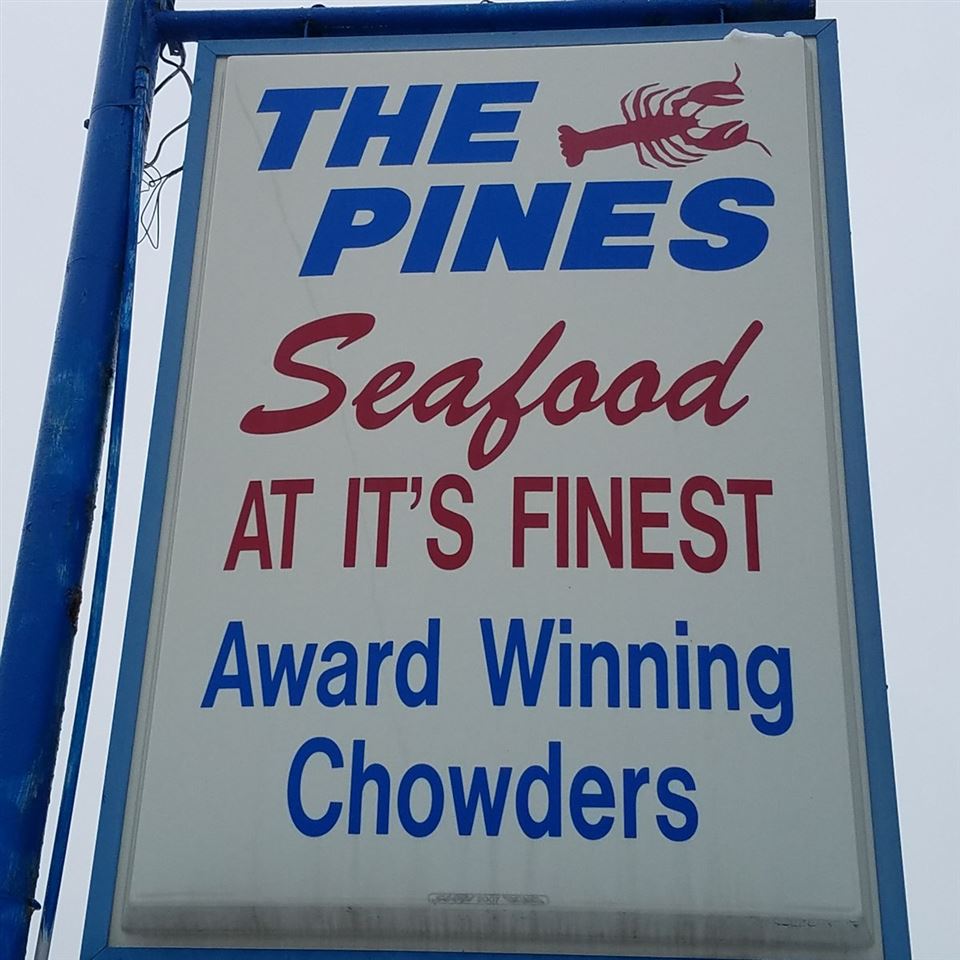 THE
PINES
Seafood
AT IT'S FINEST
Award Winning
Chowders